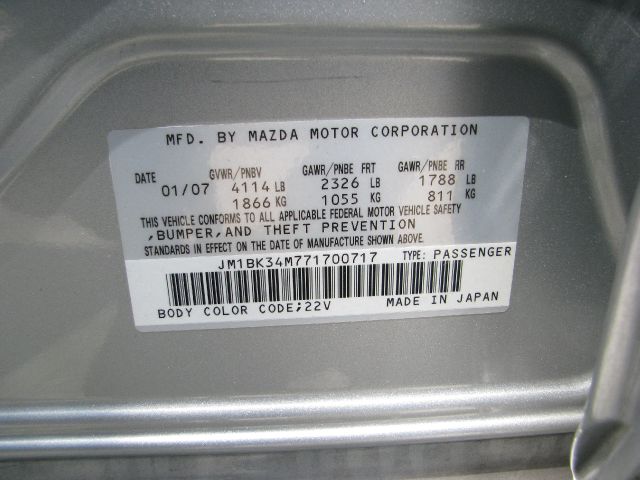 MFD. BY MAZDA MOTOR CORPORATION
DATE GVWR/PNBV GAWR/PNBE FRT GAWR/PNBE RR
01/07 4114 LB 2326 LB 1788 LB
1866 KG 1055 KG 811 KG
THIS VEHICLE CONFORMS TO ALL APPLICABLE FEDERAL MOTOR VEHICLE SAFETY
,BUMPER,AND THEFT PREVENTION
STANDARDS IN EFFECT ON THE DATE OF MANUFACTURE SHOWN ABOVE.
JM1BK34M771700717 TYPE: PASSENGER
BODY COLOR CODE;22V MADE IN JAPAN